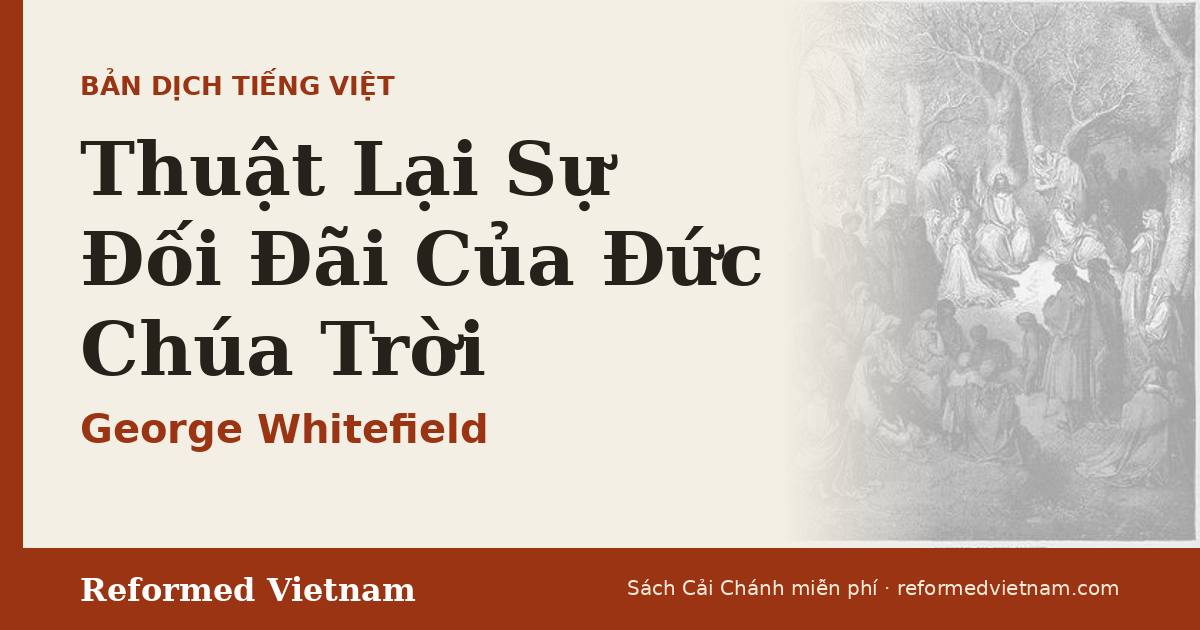 BẢN DỊCH TIẾNG VIỆT
Thuật Lại Sự
Đối Đãi Của Đức
Chúa Trời
George Whitefield
Reformed Vietnam
Sách Cải Chánh miễn phí · reformedvietnam.com